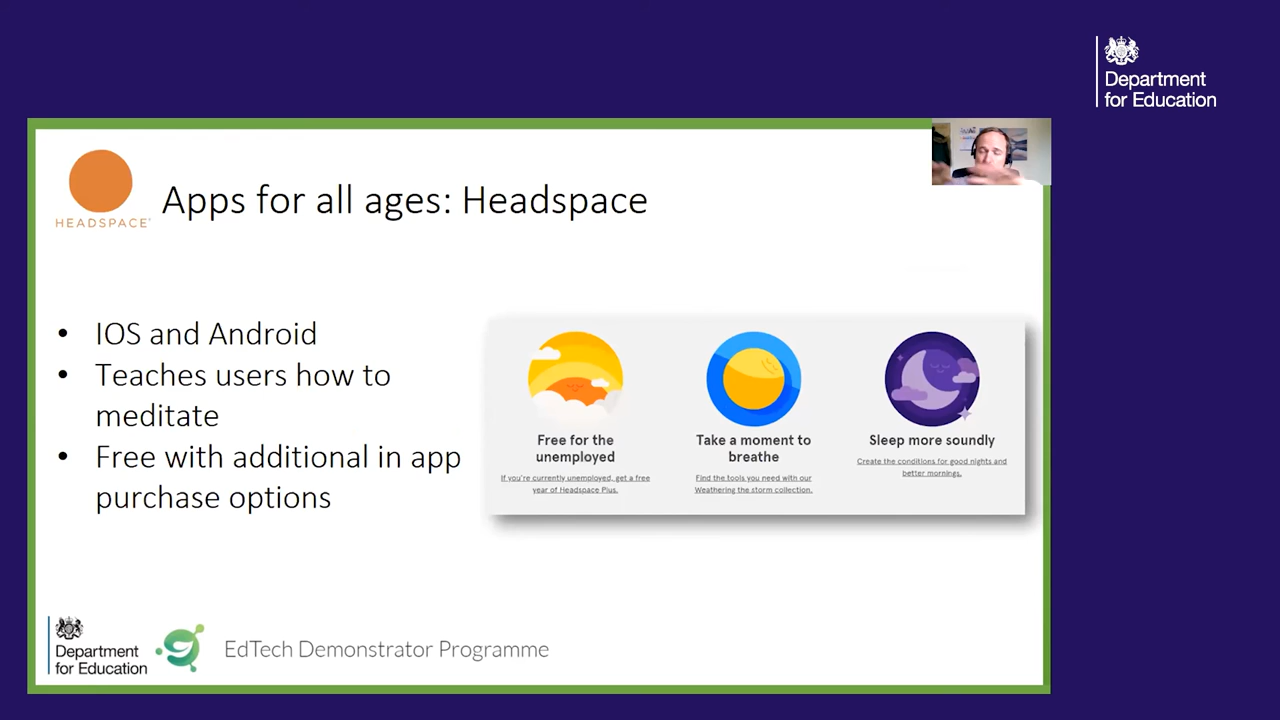 Department
for Education
HEADSPACE
Apps for all ages: Headspace
• IOS and Android
• Teaches users how to
meditate
• Free with additional in app
purchase options
Free for the
unemployed
If you're currently unemployed, get a free
year of Headspace Plus.
Take a moment to
breathe
Find the tools you need with our
Weathering the storm collection.
Sleep more soundly
Create the conditions for good nights and
better mornings.
Department
for Education
EdTech Demonstrator Programme